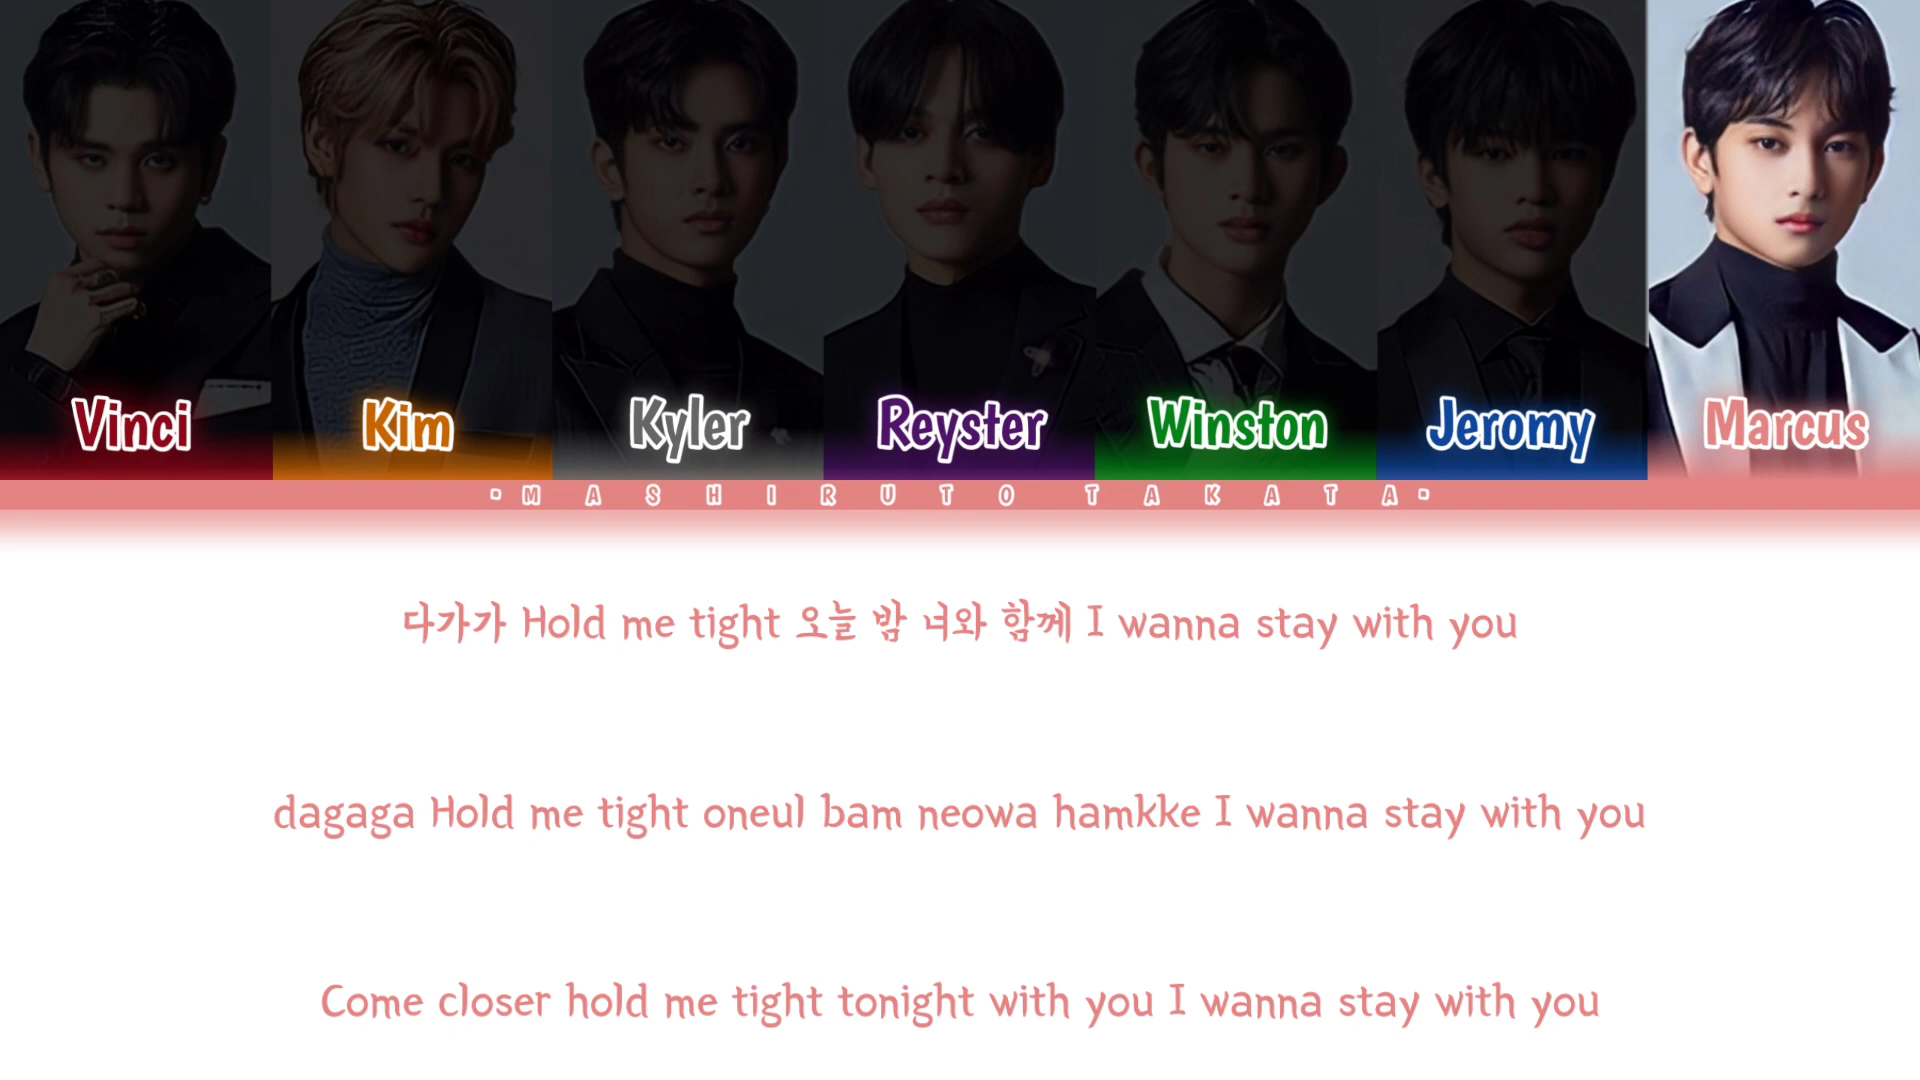 Vinci Kim Kyler Reyster Winston Jeromy Marcus
•MASHIRUTO TAKATA•
다가가 Hold me tight 오늘 밤 너와 함께 I wanna stay with you
dagaga Hold me tight oneul bam neowa hamkke I wanna stay with you
Come closer hold me tight tonight with you I wanna stay with you